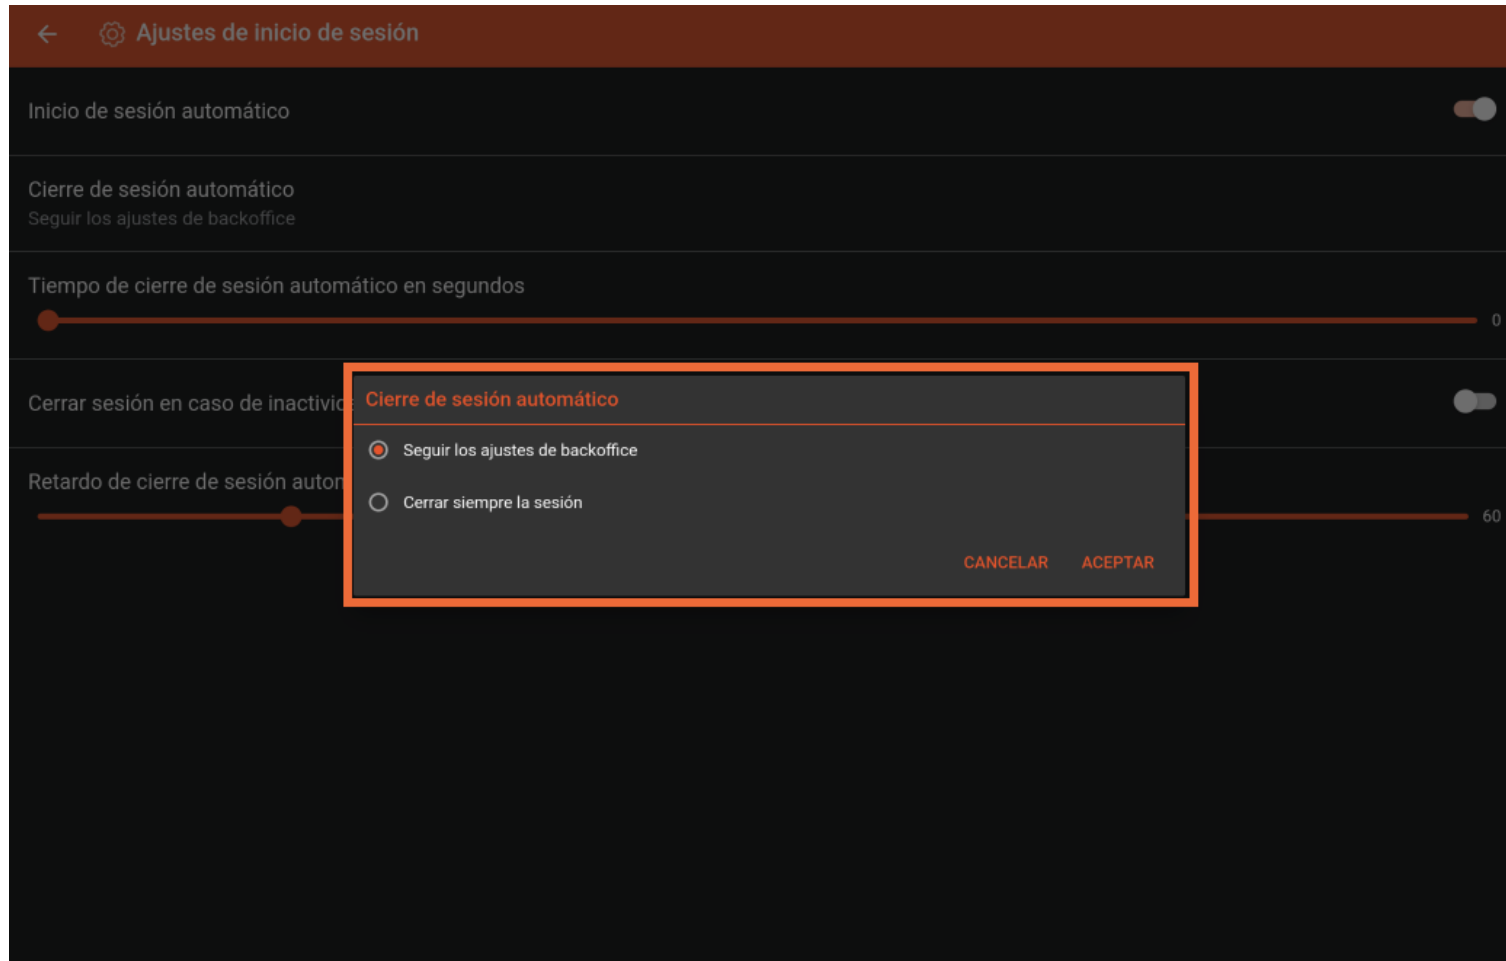 Ajustes de inicio de sesión
Inicio de sesión automático
Cierre de sesión automático
Seguir los ajustes de backoffice
Tiempo de cierre de sesión automático en segundos
0
Cerrar sesión en caso de
Retardo de cierre de sesión
60
Cierre de sesión automático
Seguir los ajustes de backoffice
Cerrar siempre la sesión
CANCELAR ACEPTAR